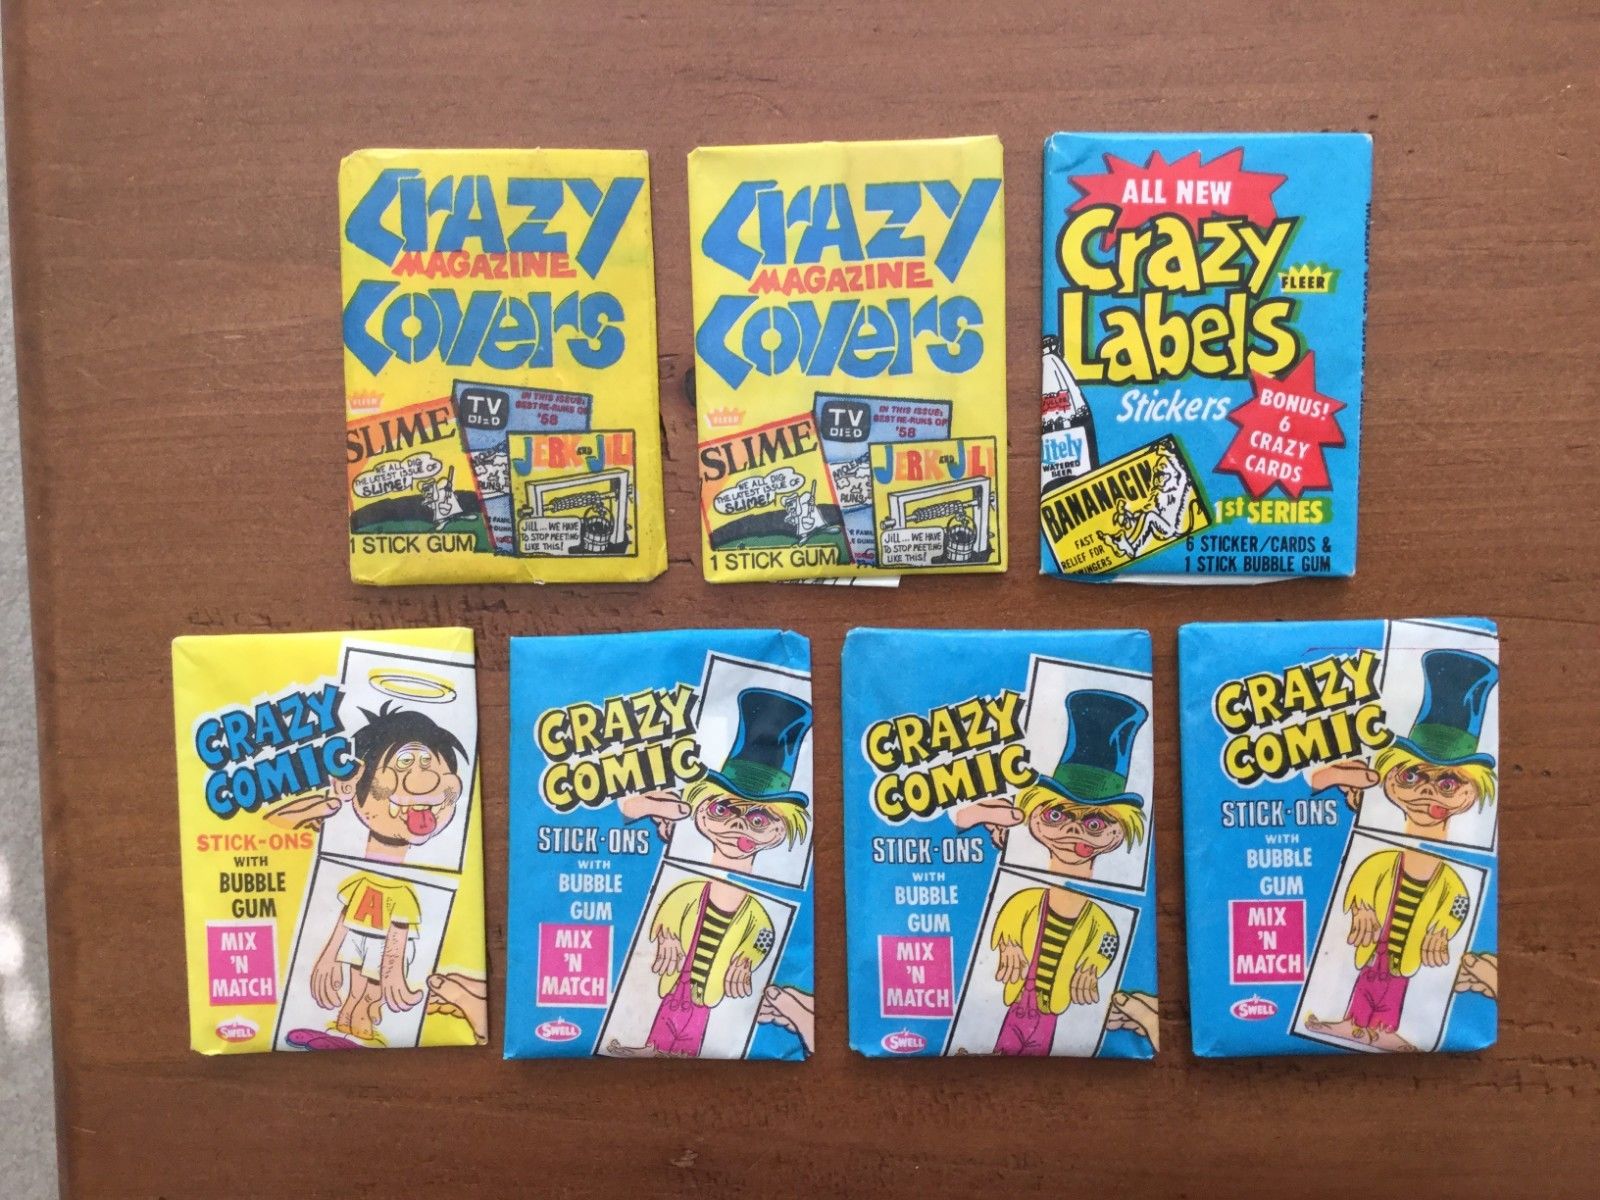 CRAZY
MAGAZINE
COVERS
FLEER
SLIME
TV
DIED
IN THIS ISSUE:
BEST RE-RUNS OF
'58
JERK AND JILL
WE ALL DIG
THE LATEST ISSUE OF
SLIME!
JILL... WE HAVE
TO STOP MEETING
LIKE THIS!
1 STICK GUM
CRAZY
MAGAZINE
COVERS
FLEER
SLIME
TV
DIED
IN THIS ISSUE:
BEST RE-RUNS OF
'58
JERK AND JILL
WE ALL DIG
THE LATEST ISSUE OF
SLIME!
JILL... WE HAVE
TO STOP MEETING
LIKE THIS!
1 STICK GUM
ALL NEW
Crazy
FLEER
Labels
Stickers
BONUS!
6
CRAZY
CARDS
WATERED
BEER
BANANACIN
FAST
RELIEF FOR
1st SERIES
6 STICKER/CARDS &
1 STICK BUBBLE GUM
CRAZY
COMIC
STICK-ONS
WITH
BUBBLE
GUM
MIX
'N
MATCH
SWELL
A
CRAZY
COMIC
STICK-ONS
WITH
BUBBLE
GUM
MIX
'N
MATCH
SWELL
CRAZY
COMIC
STICK-ONS
WITH
BUBBLE
GUM
MIX
'N
MATCH
SWELL
CRAZY
COMIC
STICK-ONS
WITH
BUBBLE
GUM
MIX
'N
MATCH
SWELL